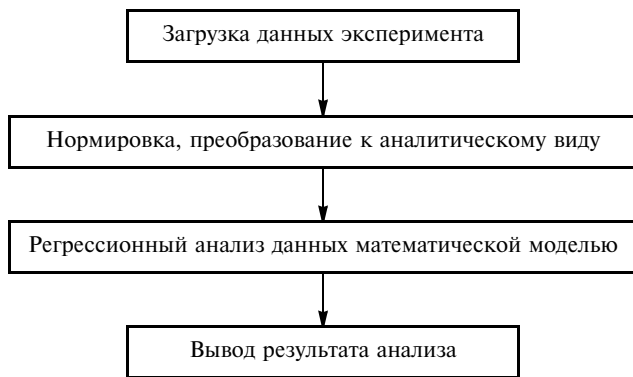 Загрузка данных эксперимента
Нормировка, преобразование к аналитическому виду
Регрессионный анализ данных математической моделью
Вывод результата анализа